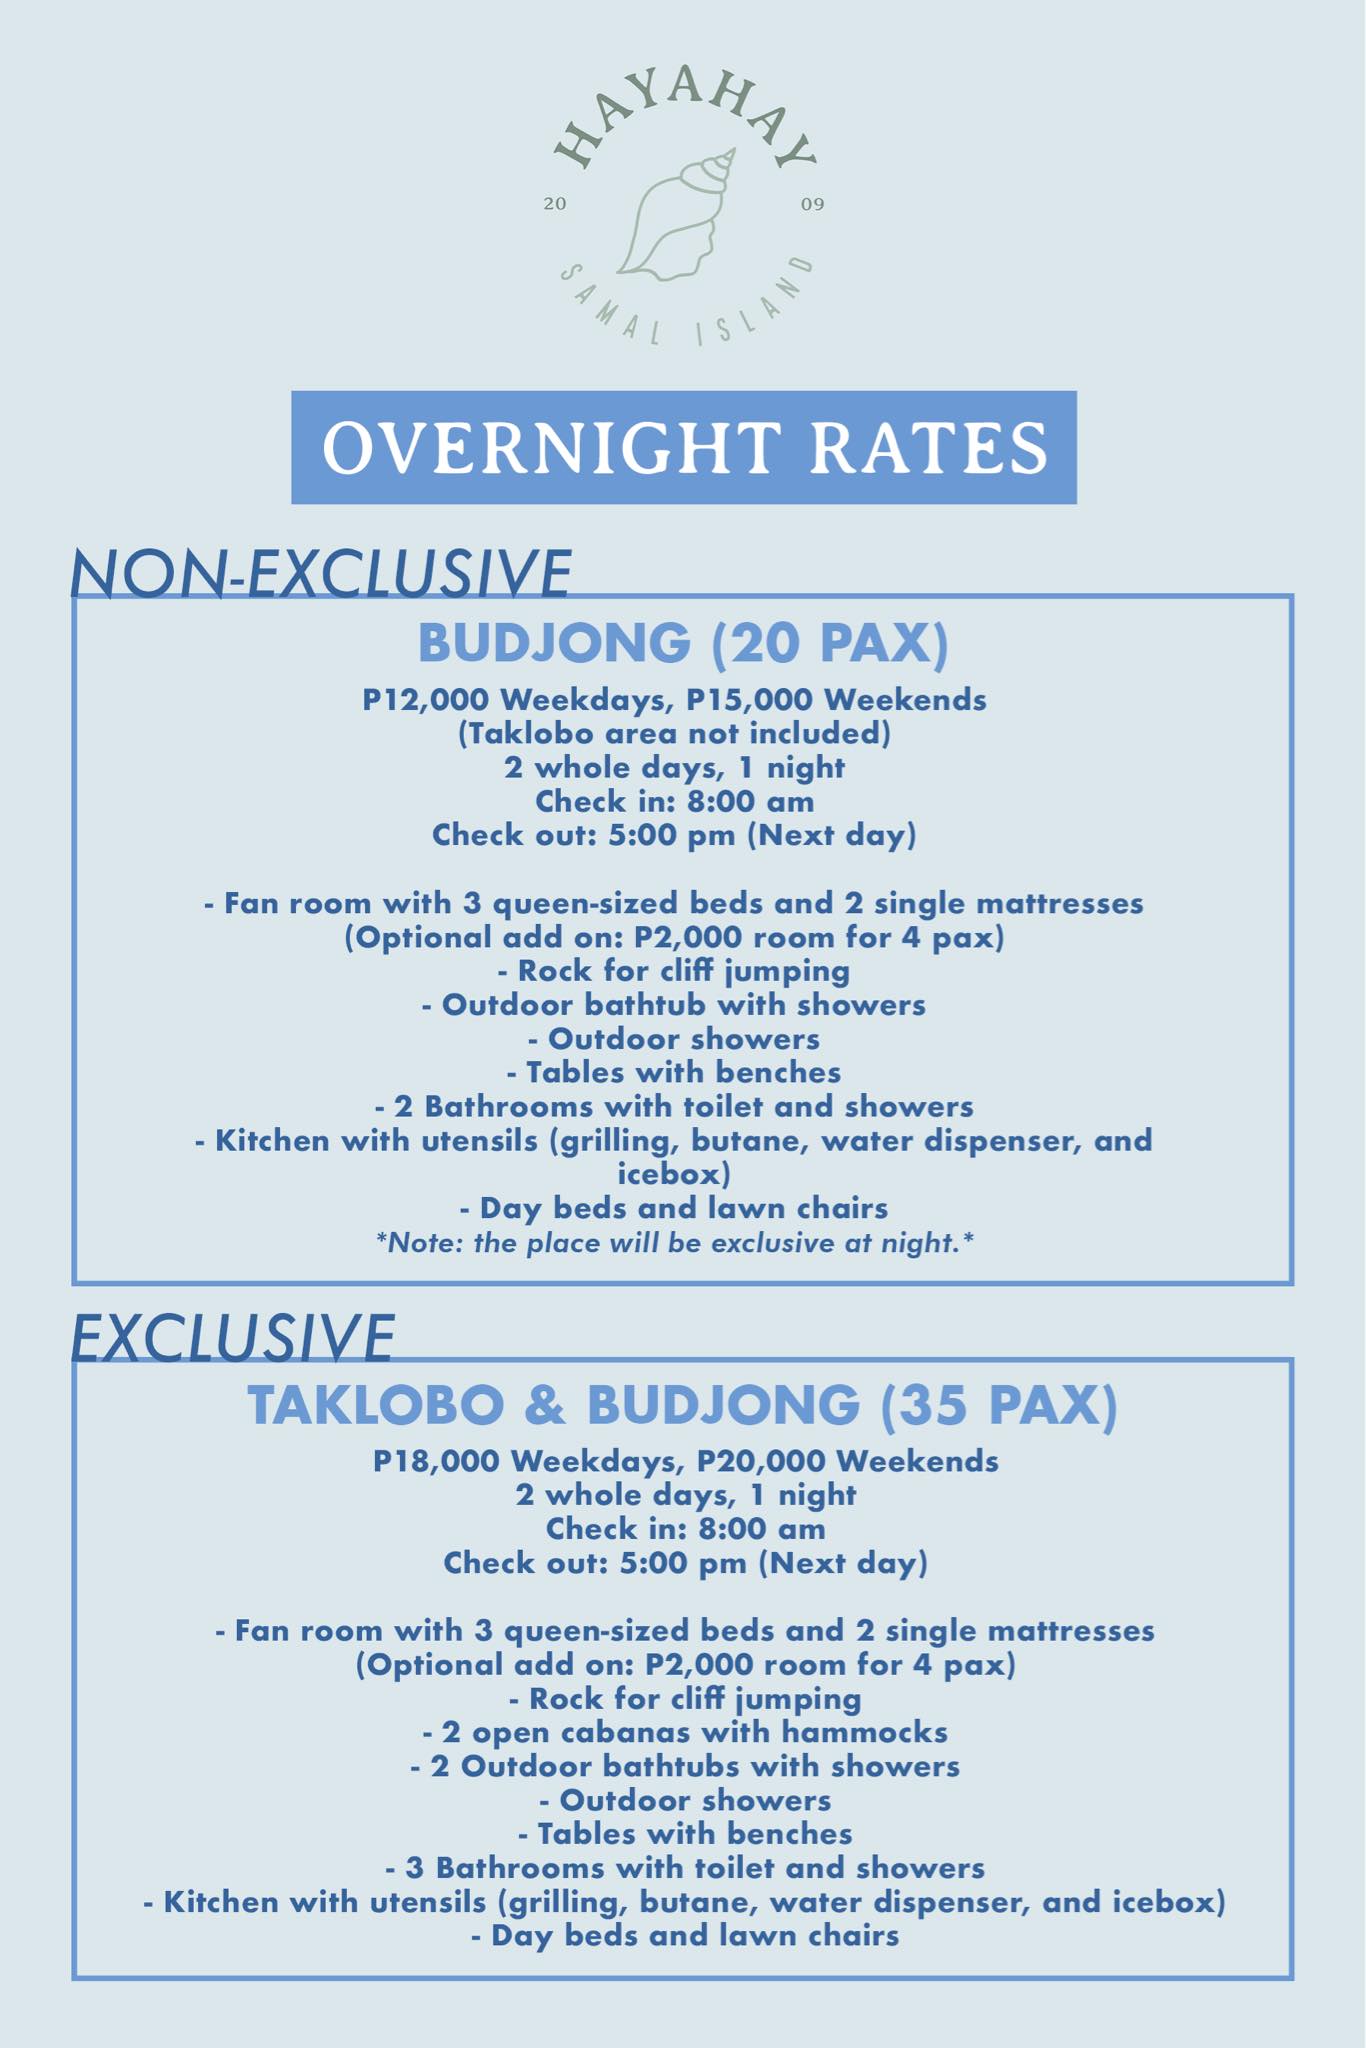 HAYAHAY
20 09
SAMAL ISLAND
OVERNIGHT RATES
NON-EXCLUSIVE
BUDJONG (20 PAX)
P12,000 Weekdays, P15,000 Weekends
(Taklobo area not included)
2 whole days, 1 night
Check in: 8:00 am
Check out: 5:00 pm (Next day)
- Fan room with 3 queen-sized beds and 2 single mattresses
(Optional add on: P2,000 room for 4 pax)
- Rock for cliff jumping
- Outdoor bathtub with showers
- Outdoor showers
- Tables with benches
- 2 Bathrooms with toilet and showers
- Kitchen with utensils (grilling, butane, water dispenser, and
icebox)
- Day beds and lawn chairs
*Note: the place will be exclusive at night.*
EXCLUSIVE
TAKLOBO & BUDJONG (35 PAX)
P18,000 Weekdays, P20,000 Weekends
2 whole days, 1 night
Check in: 8:00 am
Check out: 5:00 pm (Next day)
- Fan room with 3 queen-sized beds and 2 single mattresses
(Optional add on: P2,000 room for 4 pax)
- Rock for cliff jumping
- 2 open cabanas with hammocks
- 2 Outdoor bathtubs with showers
- Outdoor showers
- Tables with benches
- 3 Bathrooms with toilet and showers
- Kitchen with utensils (grilling, butane, water dispenser, and icebox)
- Day beds and lawn chairs